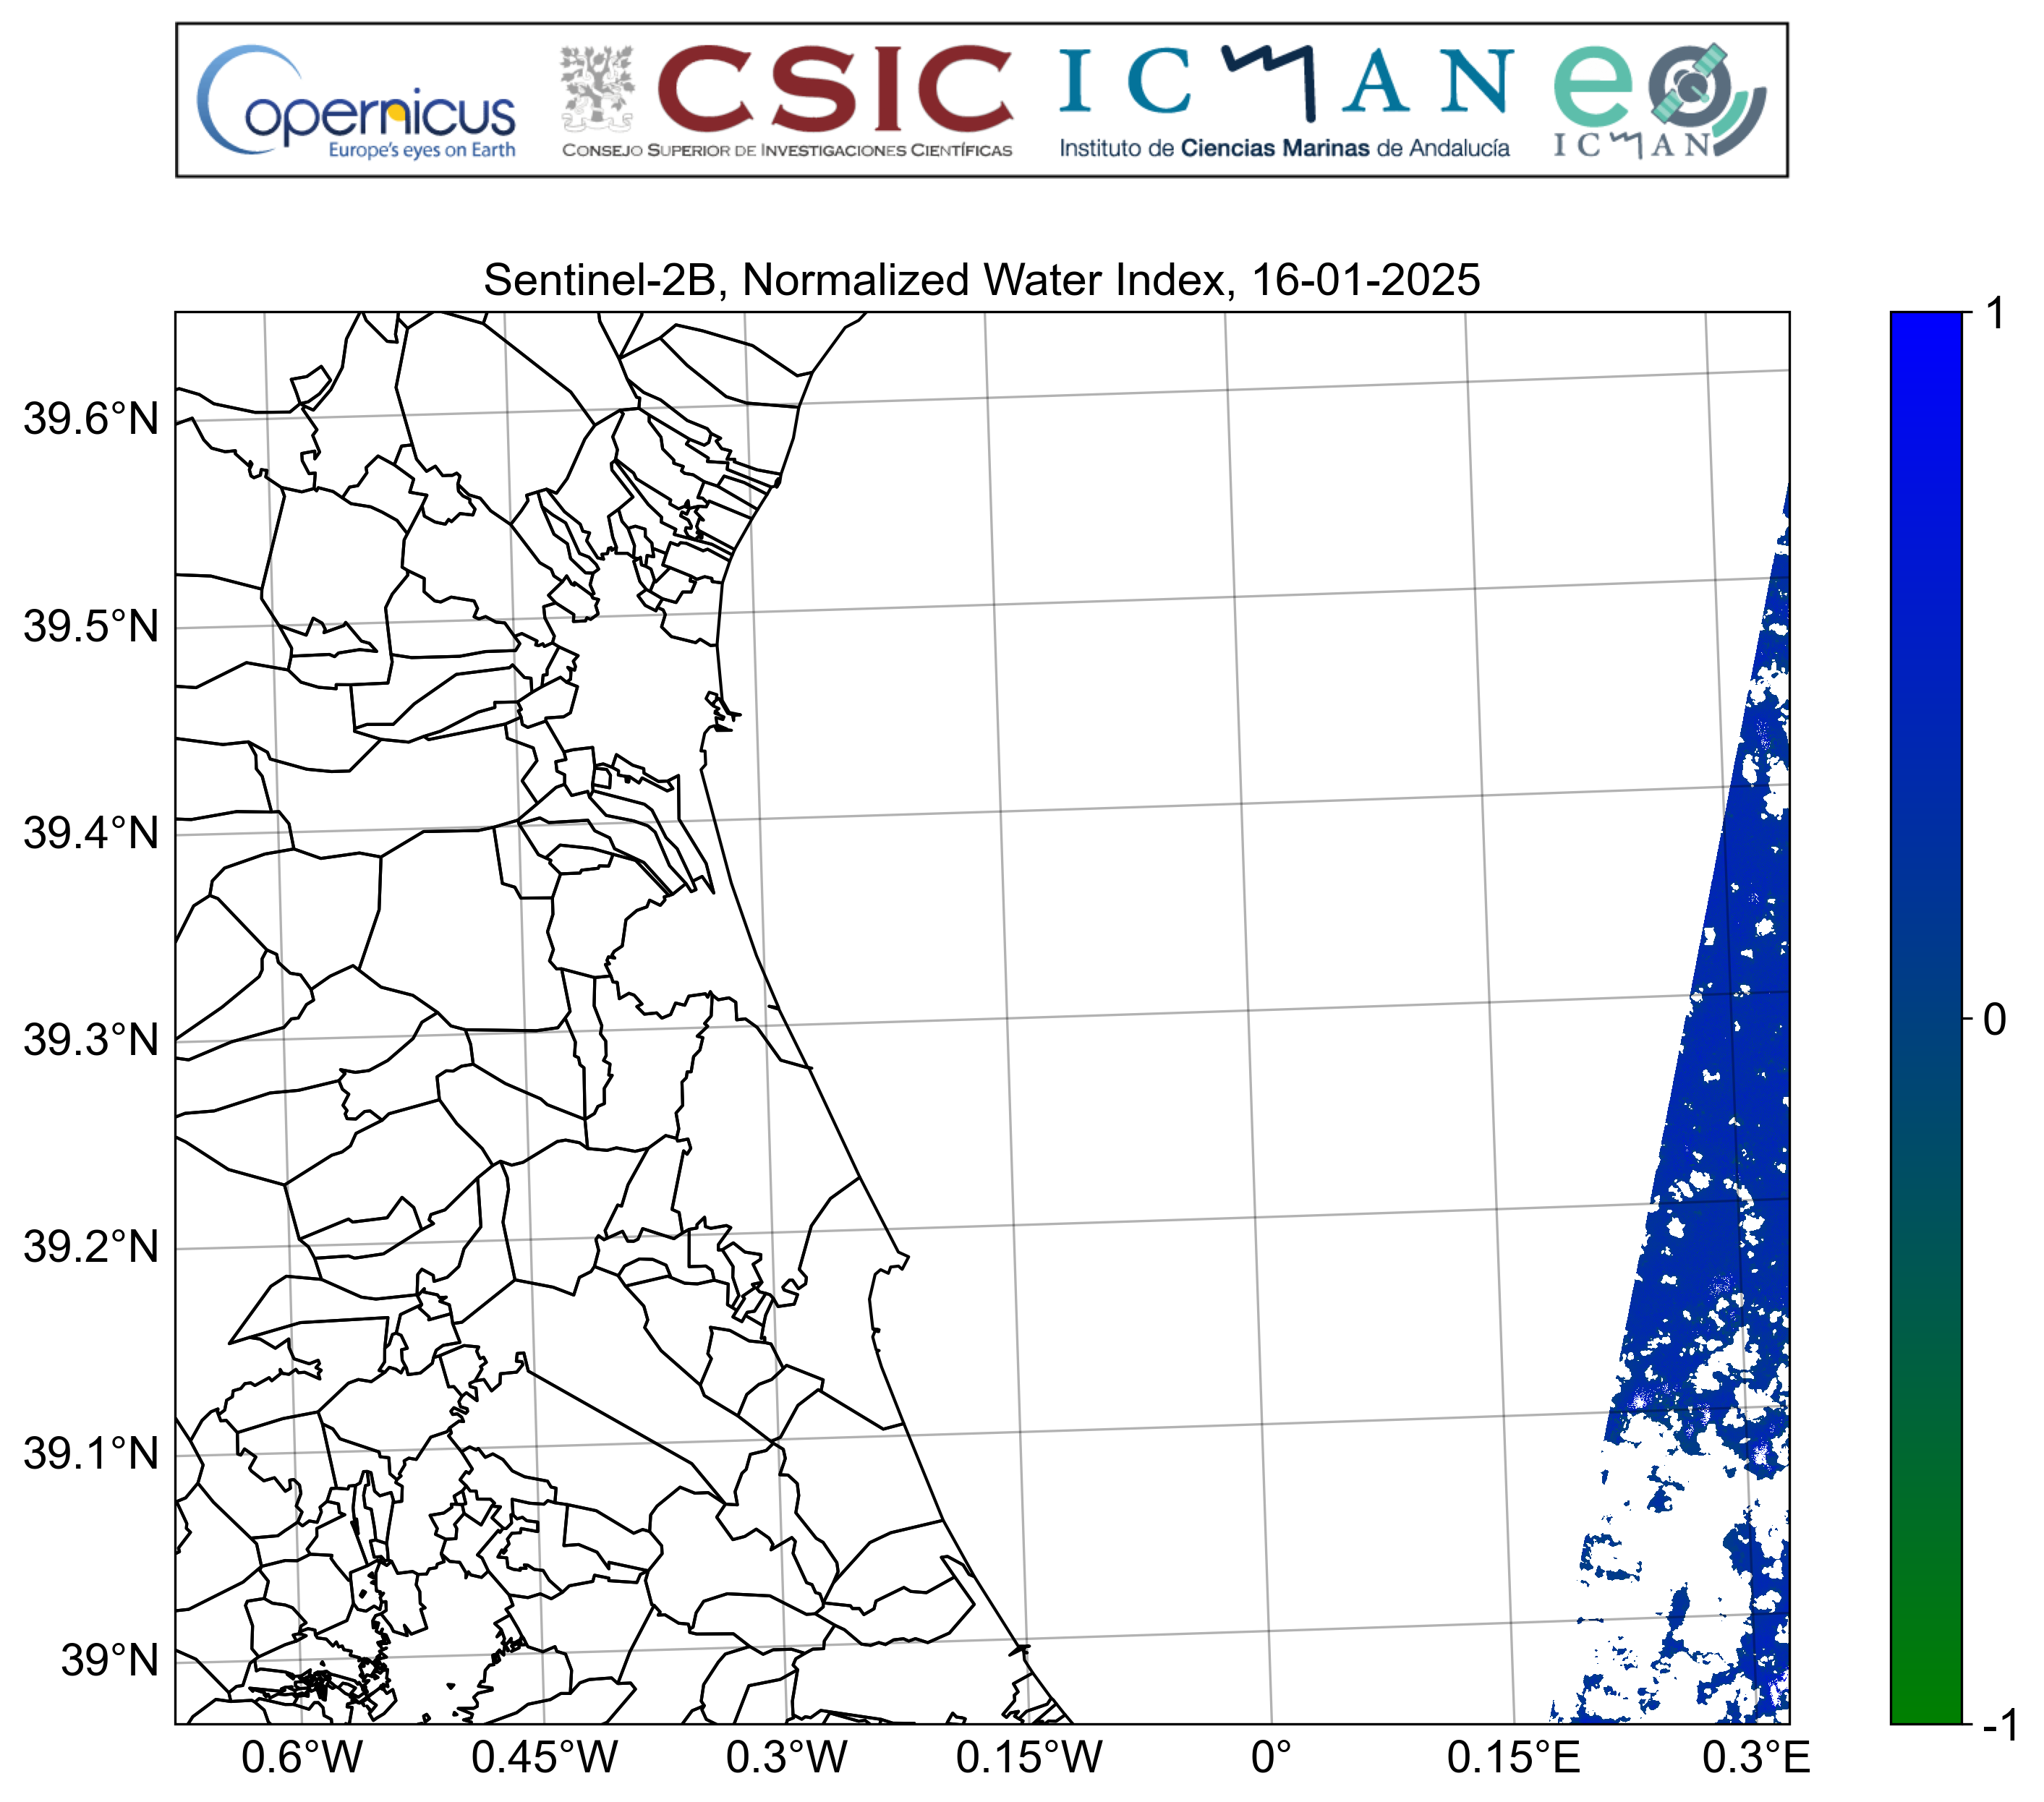 opernicus
Europe's eyes on Earth
CSIC
CONSEJO SUPERIOR DE INVESTIGACIONES CIENTÍFICAS
ICMAN
Instituto de Ciencias Marinas de Andalucía
eo
ICMAN
Sentinel-2B, Normalized Water Index, 16-01-2025
39.6°N
39.5°N
39.4°N
39.3°N
39.2°N
39.1°N
39°N
0.6°W 0.45°W 0.3°W 0.15°W 0° 0.15°E 0.3°E
1
0
-1